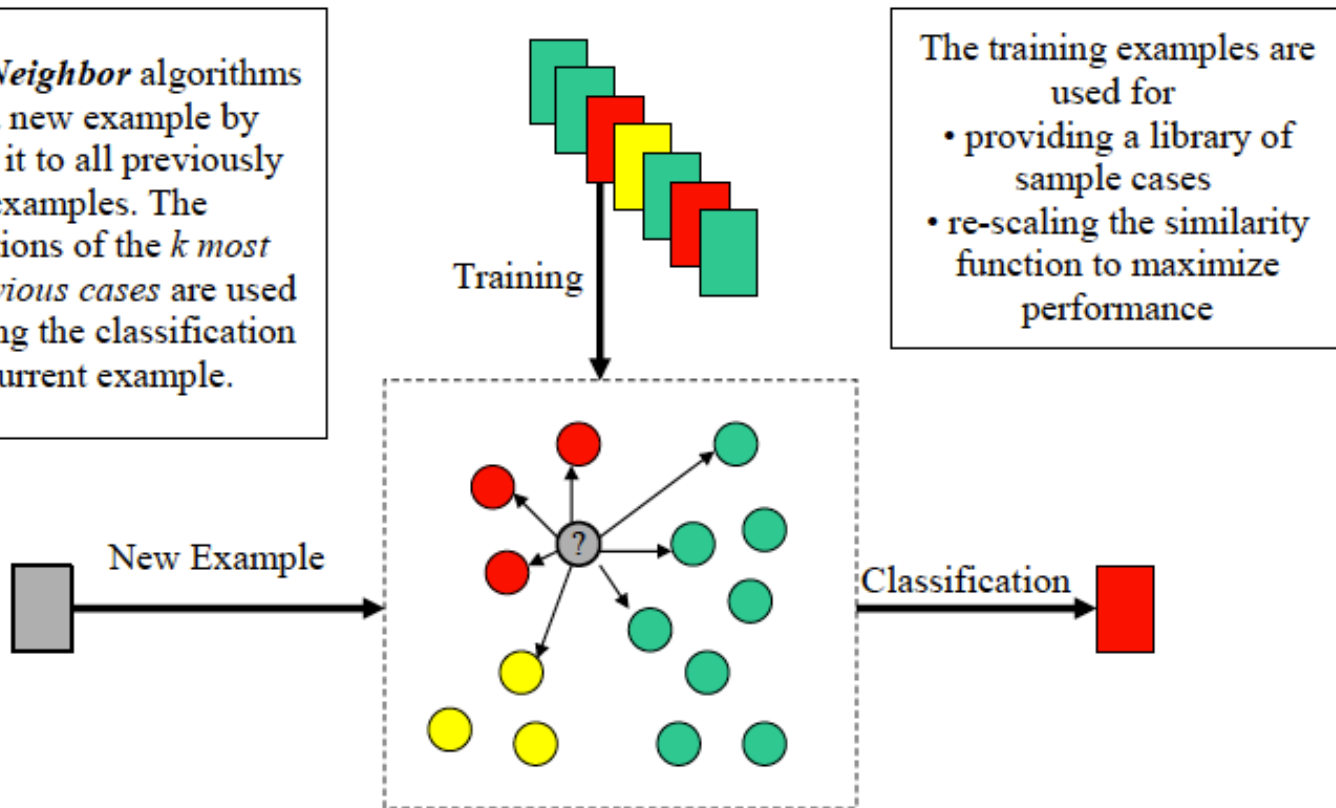 Neighbor algorithms
new example by
it to all previously
examples. The
tions of the k most
vious cases are used
ng the classification
urrent example.
The training examples are
used for
• providing a library of
sample cases
• re-scaling the similarity
function to maximize
performance
Training
?
New Example
Classification